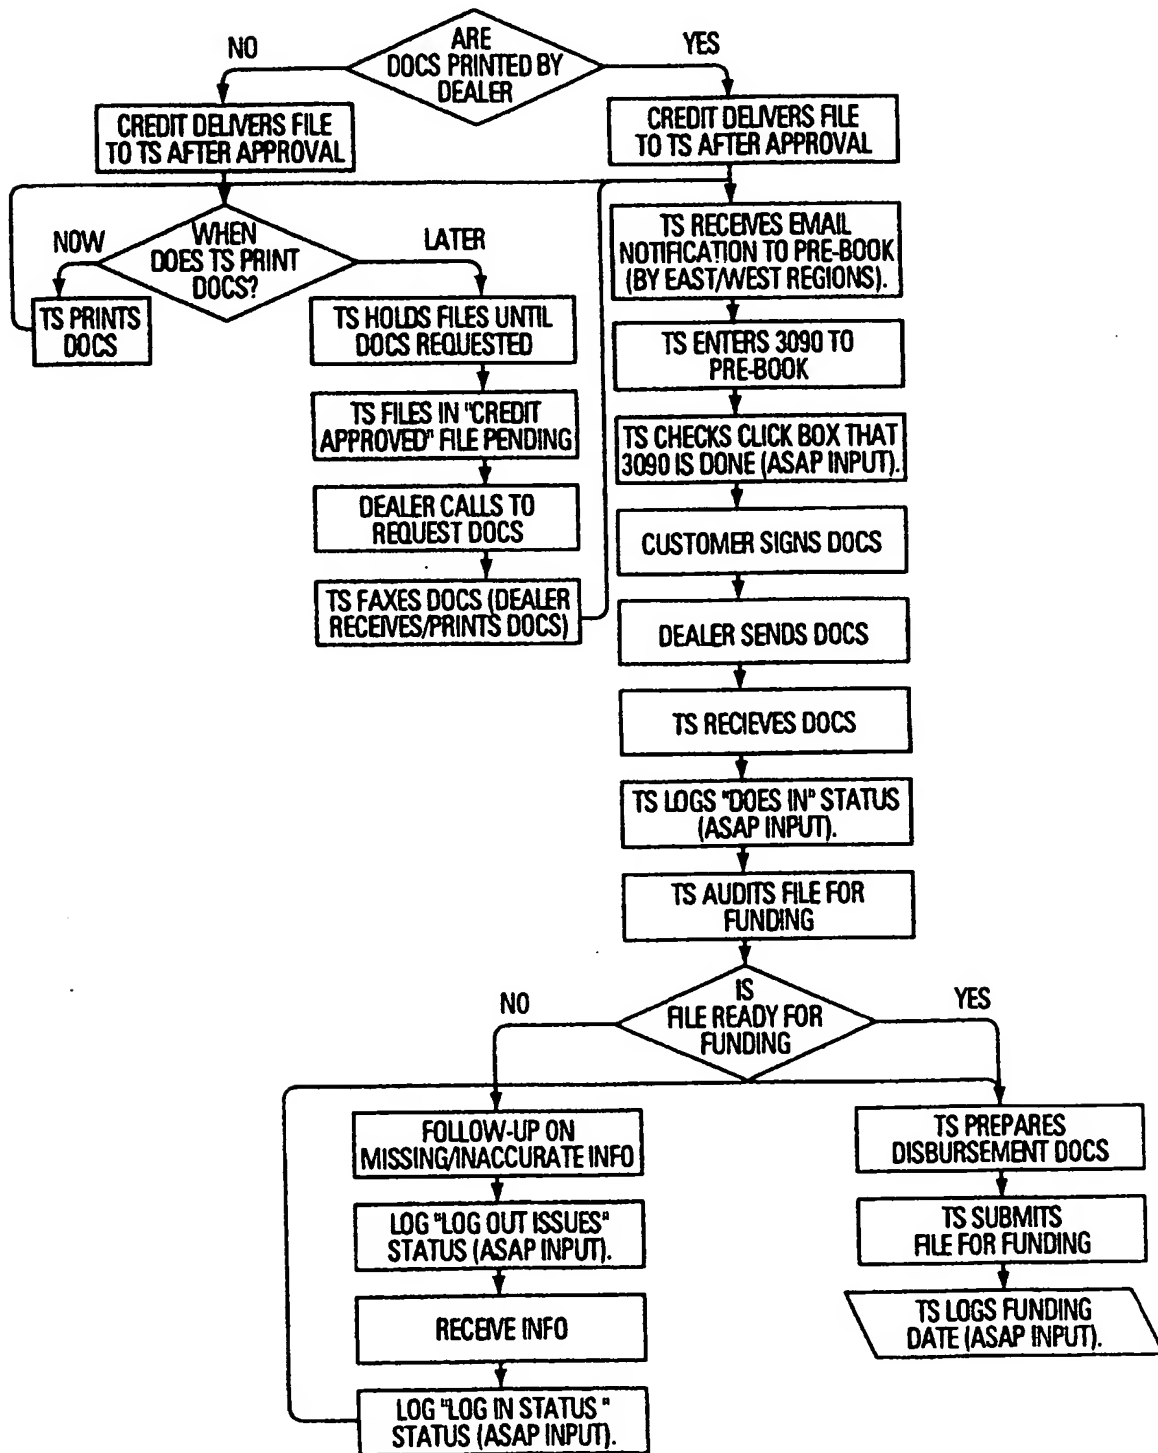 ARE
DOCS PRINTED BY
DEALER
NO
YES
CREDIT DELIVERS FILE
TO TS AFTER APPROVAL
CREDIT DELIVERS FILE
TO TS AFTER APPROVAL
WHEN
DOES TS PRINT
DOCS?
NOW
LATER
TS PRINTS
DOCS
TS HOLDS FILES UNTIL
DOCS REQUESTED
TS FILES IN "CREDIT
APPROVED" FILE PENDING
DEALER CALLS TO
REQUEST DOCS
TS FAXES DOCS (DEALER
RECEIVES/PRINTS DOCS)
TS RECEIVES EMAIL
NOTIFICATION TO PRE-BOOK
(BY EAST/WEST REGIONS).
TS ENTERS 3090 TO
PRE-BOOK
TS CHECKS CLICK BOX THAT
3090 IS DONE (ASAP INPUT).
CUSTOMER SIGNS DOCS
DEALER SENDS DOCS
TS RECIEVES DOCS
TS LOGS "DOES IN" STATUS
(ASAP INPUT).
TS AUDITS FILE FOR
FUNDING
IS
FILE READY FOR
FUNDING
NO
YES
FOLLOW-UP ON
MISSING/INACCURATE INFO
LOG "LOG OUT ISSUES"
STATUS (ASAP INPUT).
RECEIVE INFO
LOG "LOG IN STATUS "
STATUS (ASAP INPUT).
TS PREPARES
DISBURSEMENT DOCS
TS SUBMITS
FILE FOR FUNDING
TS LOGS FUNDING
DATE (ASAP INPUT).